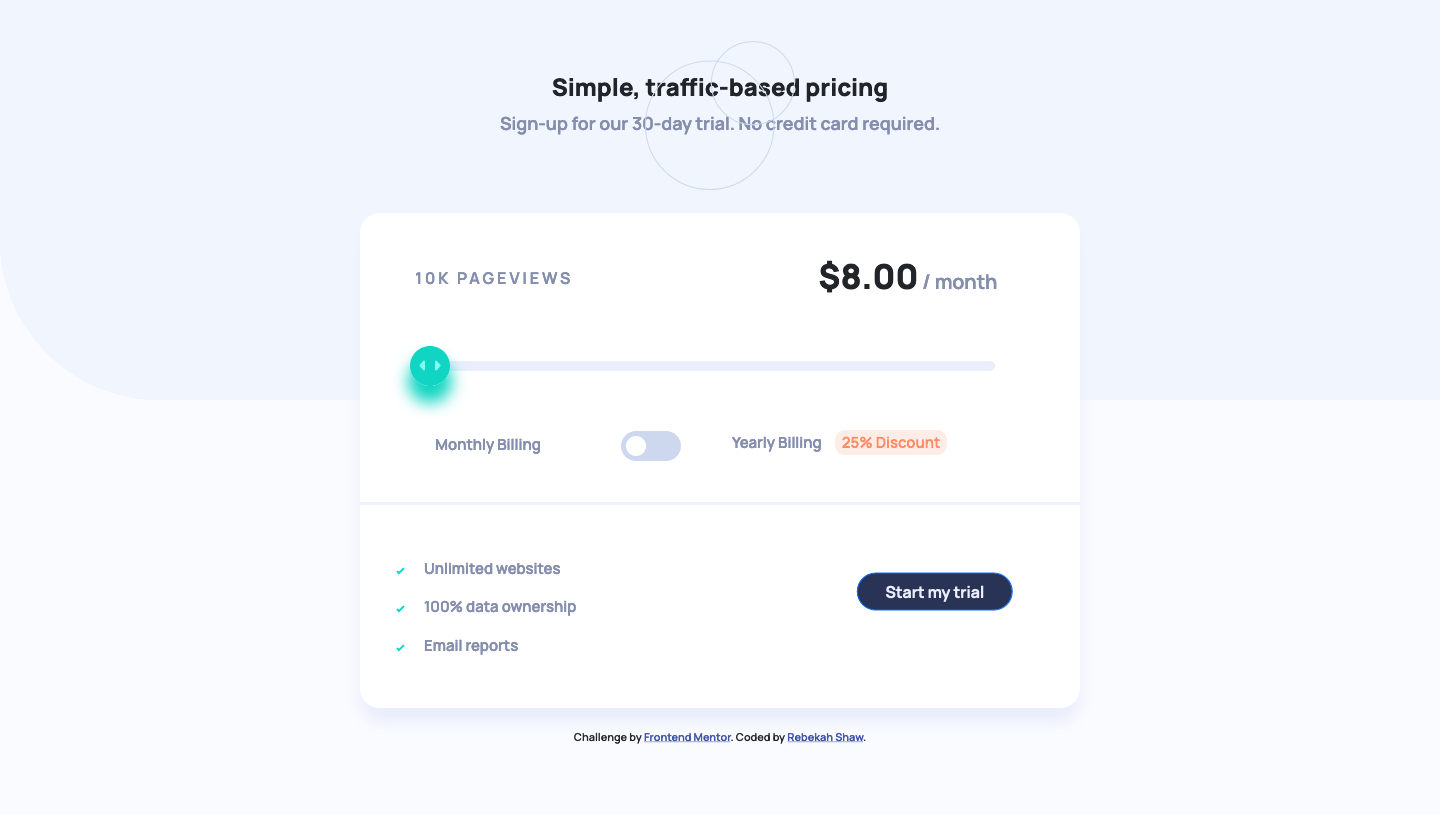 Simple, traffic-based pricing
Sign-up for our 30-day trial. No credit card required.
10K PAGEVIEWS
$8.00 / month
Monthly Billing
Yearly Billing 25% Discount
Unlimited websites
100% data ownership
Email reports
Start my trial
Challenge by Frontend Mentor. Coded by Rebekah Shaw.